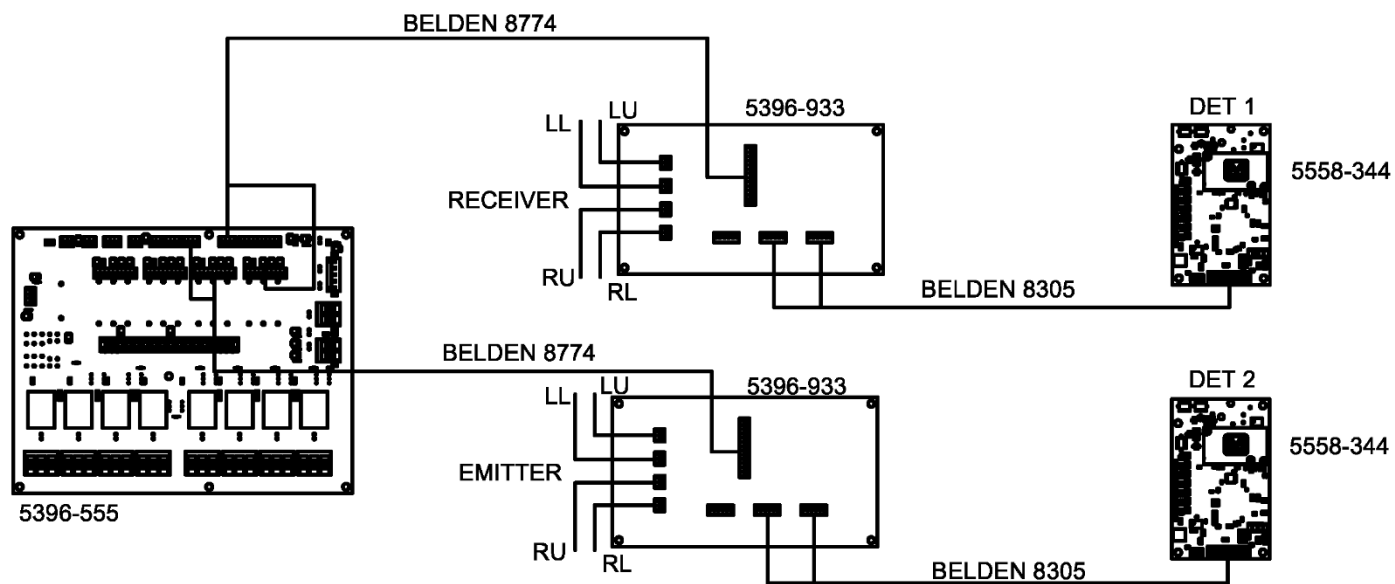 BELDEN 8774
LU
5396-933
DET 1
LL
5558-344
RECEIVER
RU
RL
BELDEN 8305
BELDEN 8774
LU
5396-933
DET 2
LL
5558-344
EMITTER
5396-555
RU
RL
BELDEN 8305